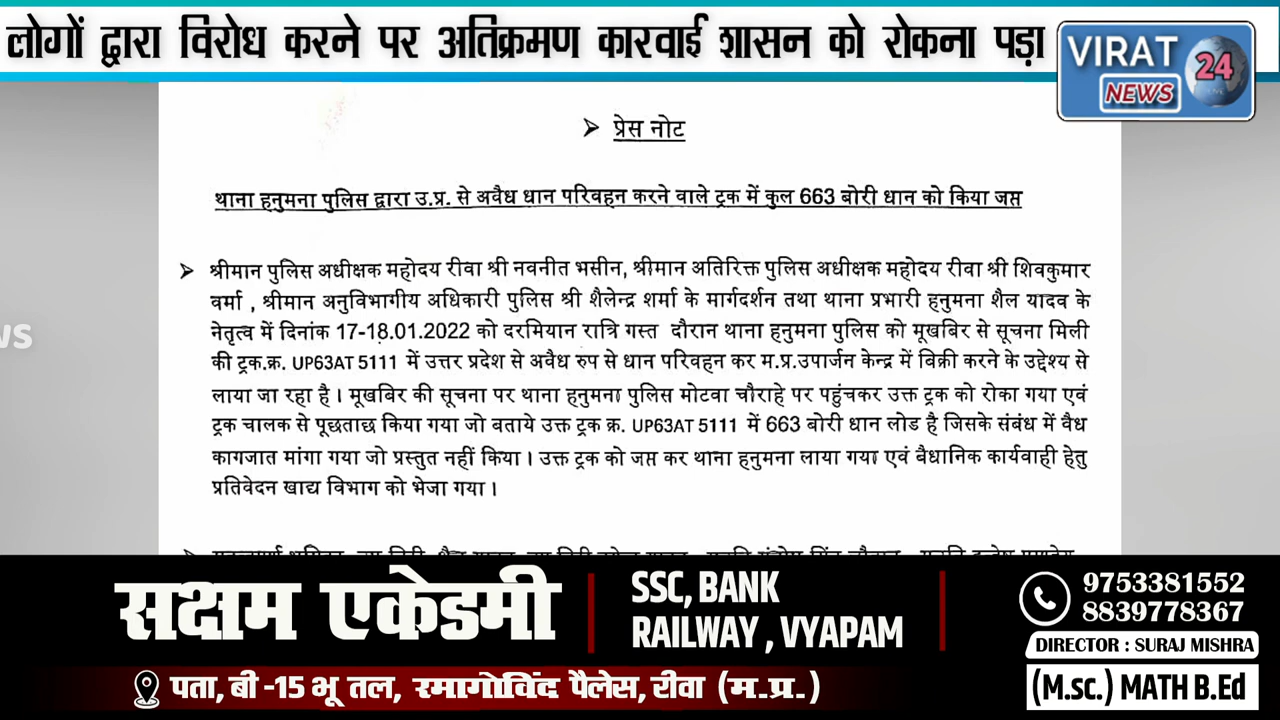 लोगों द्वारा विरोध करने पर अतिक्रमण कारवाई शासन को रोकना पड़ा
VIRAT
24
NEWS
➢ प्रेस नोट
थाना हनुमना पुलिस द्वारा उ.प्र. से अवैध धान परिवहन करने वाले ट्रक में कुल 663 बोरी धान को किया जप्त
➢ श्रीमान पुलिस अधीक्षक महोदय रीवा श्री नवनीत भसीन, श्रीमान अतिरिक्त पुलिस अधीक्षक महोदय रीवा श्री शिवकुमार
वर्मा , श्रीमान अनुविभागीय अधिकारी पुलिस श्री शैलेन्द्र शर्मा के मार्गदर्शन तथा थाना प्रभारी हनुमना शैल यादव के
नेतृत्व में दिनांक 17-18.01.2022 को दरमियान रात्रि गस्त दौरान थाना हनुमना पुलिस को मूखबिर से सूचना मिली
की ट्रक.क्र. UP63AT 5111 में उत्तर प्रदेश से अवैध रुप से धान परिवहन कर म.प्र.उपार्जन केन्द्र में बिक्री करने के उद्देश्य से
लाया जा रहा है । मूखबिर की सूचना पर थाना हनुमना पुलिस मोटवा चौराहे पर पहुंचकर उक्त ट्रक को रोका गया एवं
ट्रक चालक से पूछताछ किया गया जो बताये उक्त ट्रक क्र. UP63AT 5111 में 663 बोरी धान लोड है जिसके संबंध में वैध
कागजात मांगा गया जो प्रस्तुत नहीं किया । उक्त ट्रक को जप्त कर थाना हनुमना लाया गया एवं बैधानिक कार्यवाही हेतु
प्रतिवेदन खाद्य विभाग को भेजा गया ।
WS
सक्षम एकेडमी
SSC, BANK
RAILWAY , VYAPAM
9753381552
8839778367
DIRECTOR : SURAJ MISHRA
(M.sc.) MATH B.Ed
पता, बी -15 भू तल, रमागोविंद पैलेस, रीवा (म.प्र.)